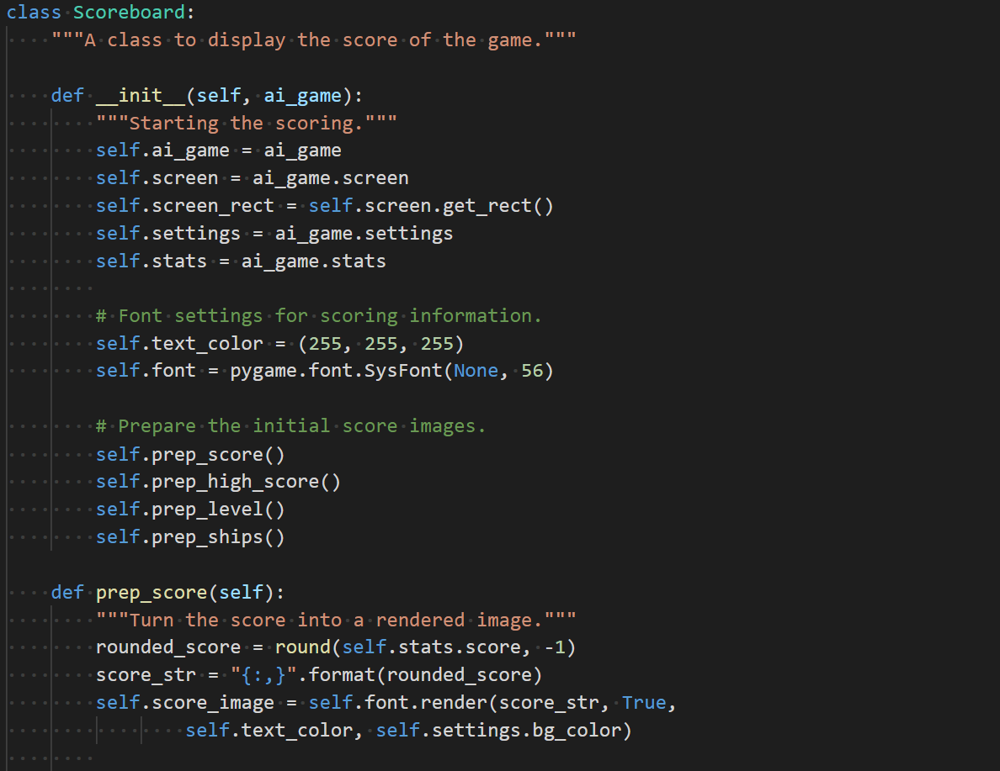 class Scoreboard:
    """A class to display the score of the game."""

    def __init__(self, ai_game):
        """Starting the scoring."""
        self.ai_game = ai_game
        self.screen = ai_game.screen
        self.screen_rect = self.screen.get_rect()
        self.settings = ai_game.settings
        self.stats = ai_game.stats

        # Font settings for scoring information.
        self.text_color = (255, 255, 255)
        self.font = pygame.font.SysFont(None, 56)

        # Prepare the initial score images.
        self.prep_score()
        self.prep_high_score()
        self.prep_level()
        self.prep_ships()

    def prep_score(self):
        """Turn the score into a rendered image."""
        rounded_score = round(self.stats.score, -1)
        score_str = "{:,}".format(rounded_score)
        self.score_image = self.font.render(score_str, True,
                self.text_color, self.settings.bg_color)